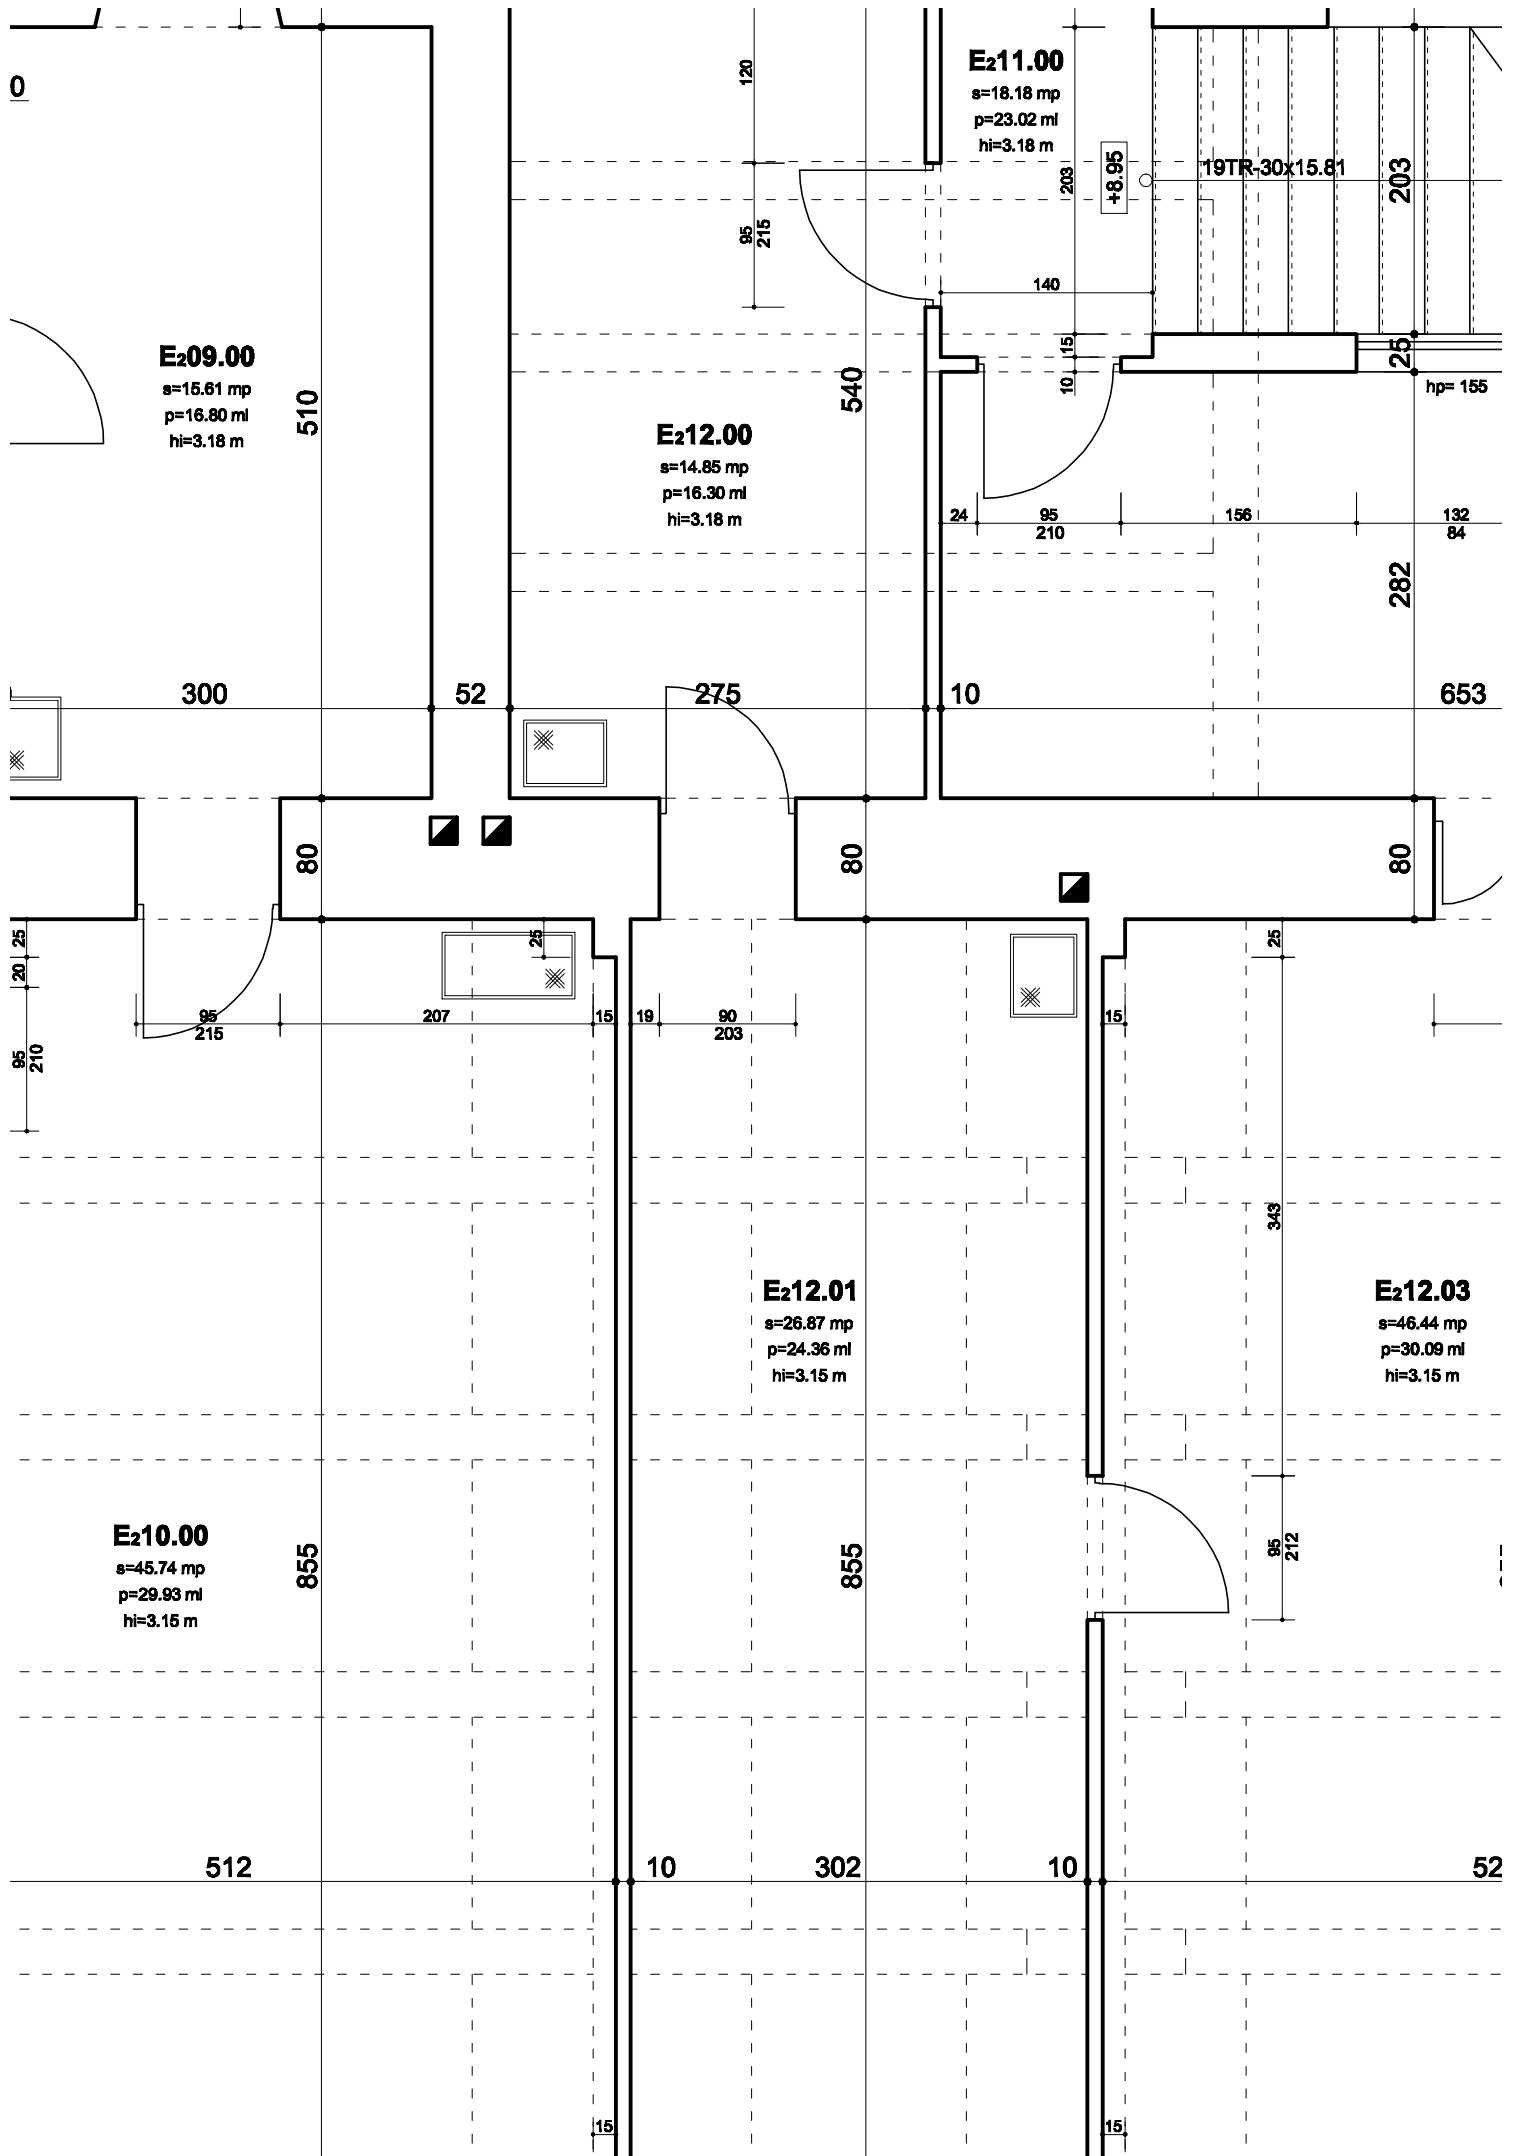 E₂11.00
s=18.18 mp
p=23.02 ml
hi=3.18 m
0
120
203
+8.95
19TR-30x15.81
203
95
215
140
15
10
25
hp= 155
E₂09.00
s=15.61 mp
p=16.80 ml
hi=3.18 m
510
540
E₂12.00
s=14.85 mp
p=16.30 ml
hi=3.18 m
24
95
210
156
132
84
282
300
52
275
10
653
80
80
80
25
20
25
25
95
215
207
15
19
90
203
15
95
210
343
E₂12.01
s=26.87 mp
p=24.36 ml
hi=3.15 m
E₂12.03
s=46.44 mp
p=30.09 ml
hi=3.15 m
E₂10.00
s=45.74 mp
p=29.93 ml
hi=3.15 m
855
855
95
212
512
10
302
10
52
15
15